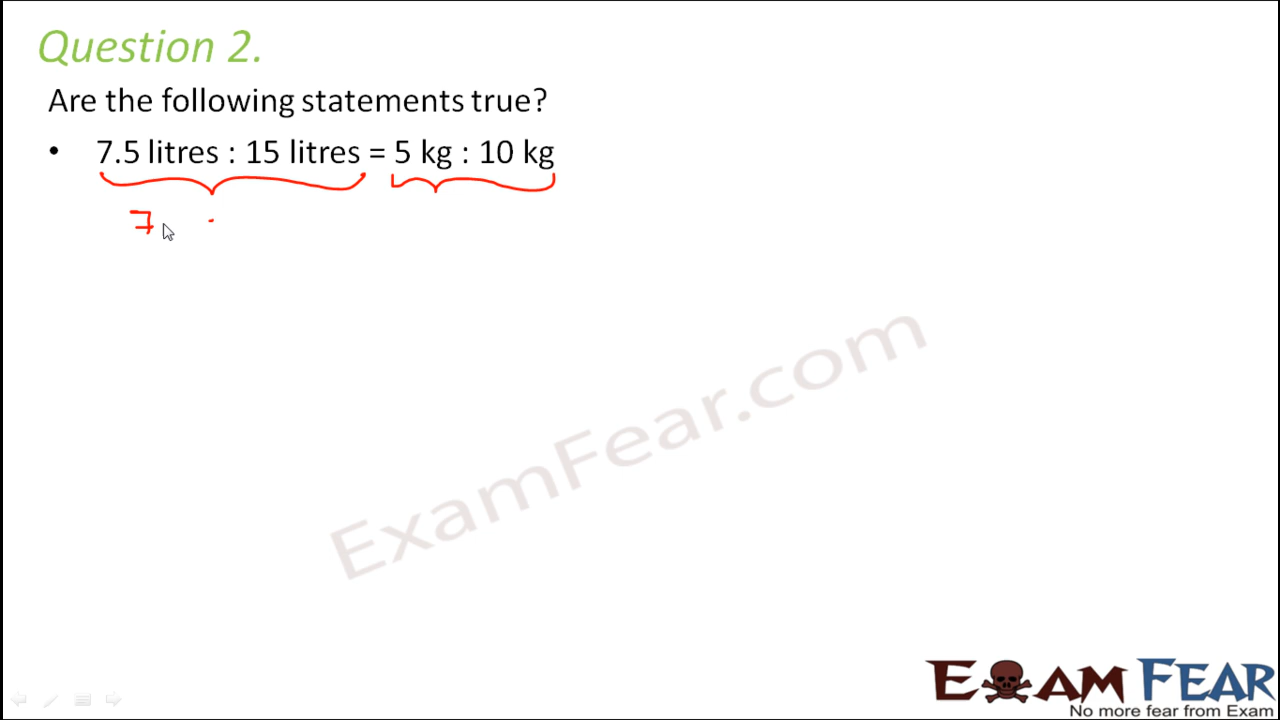 Question 2.
Are the following statements true?
• 7.5 litres : 15 litres = 5 kg : 10 kg
7
ExamFear.com
EXAM FEAR
No more fear from Exam